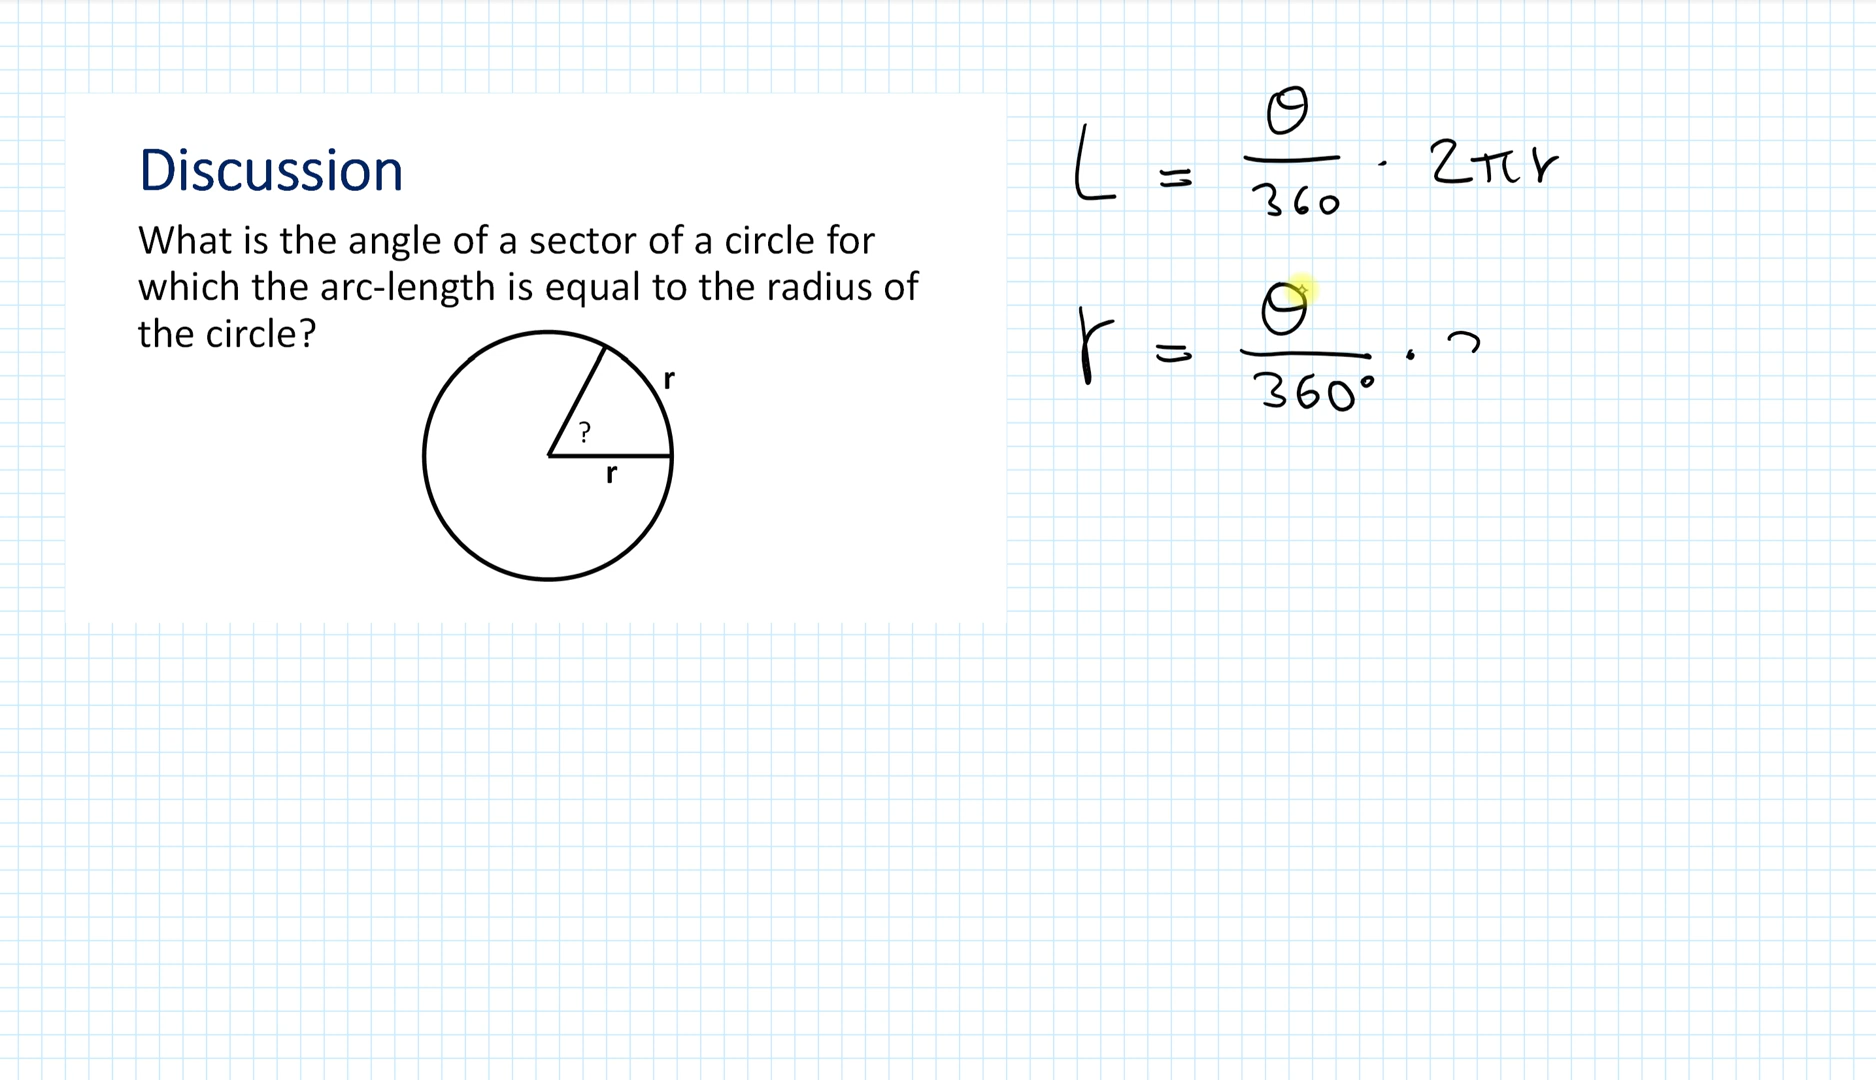 Discussion
What is the angle of a sector of a circle for
which the arc-length is equal to the radius of
the circle?
r
?
r
L = θ/360 · 2πr
r = θ/360° ·